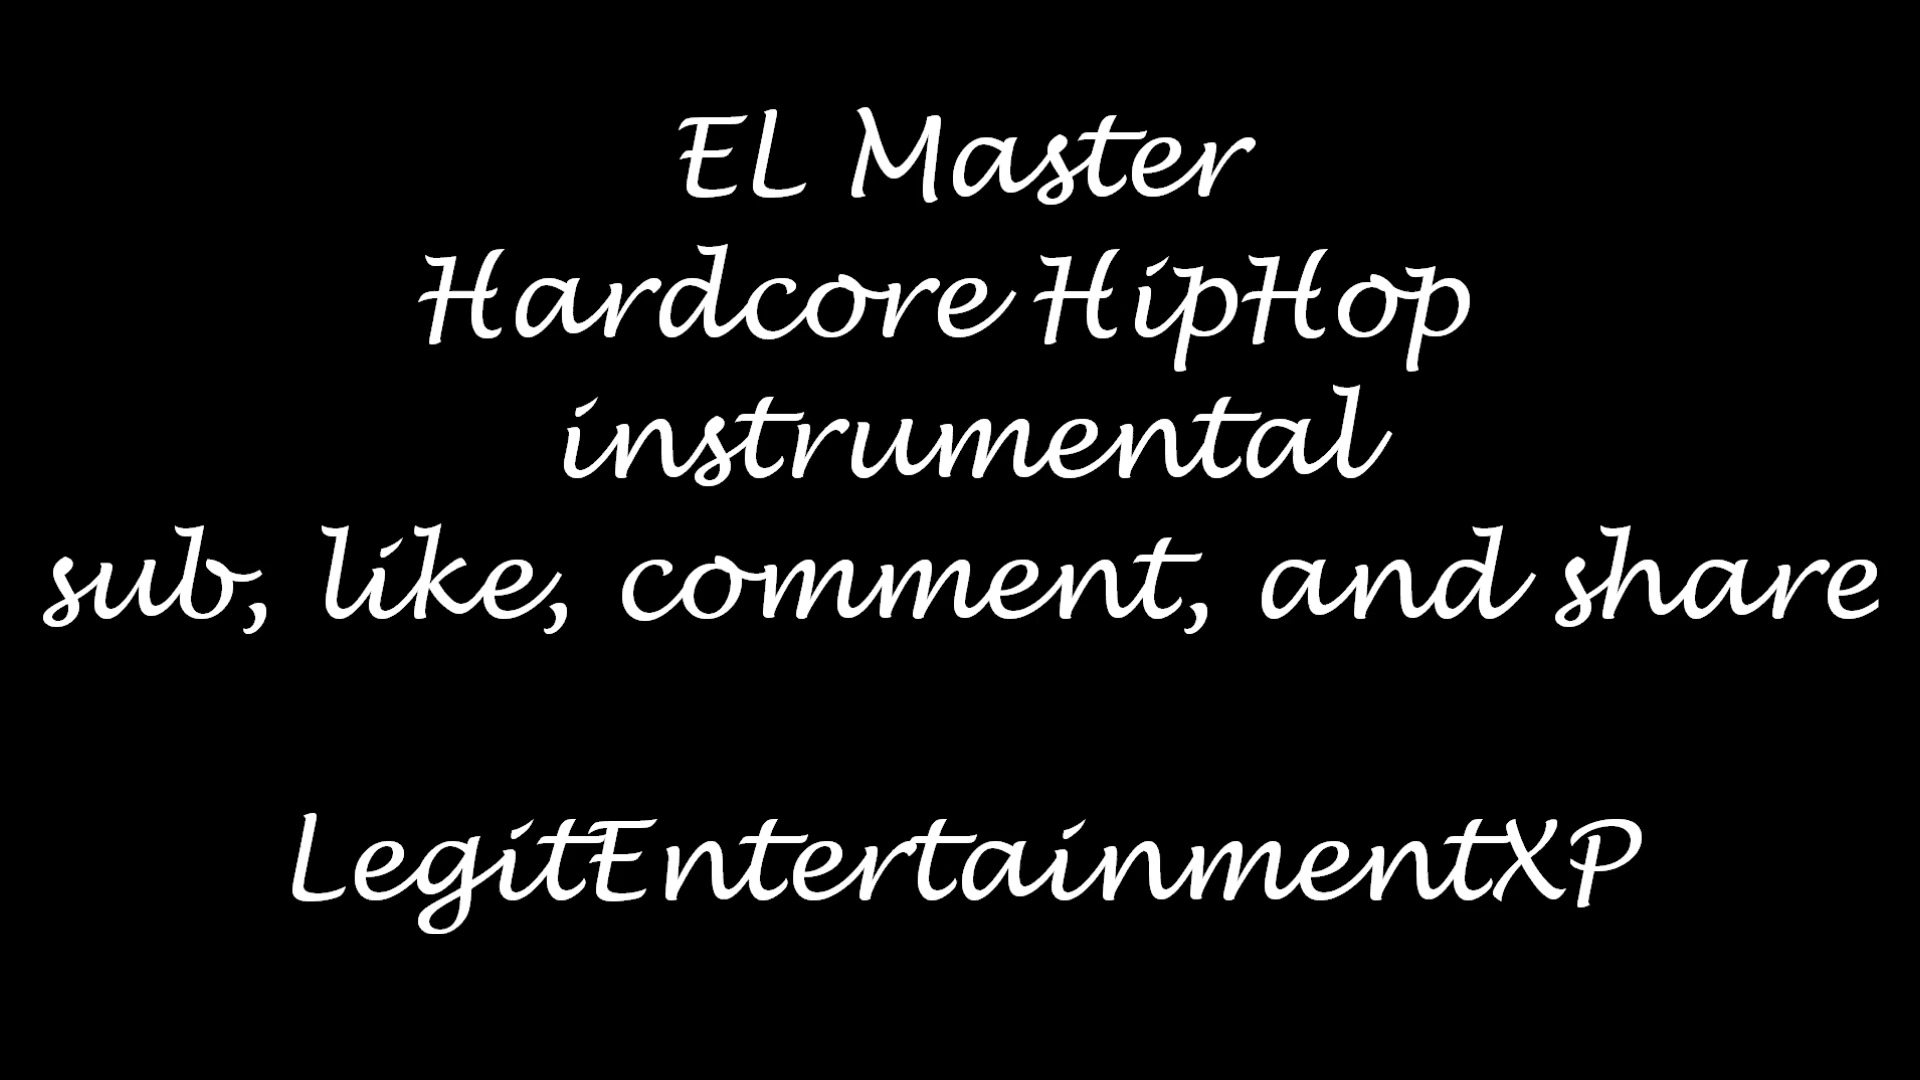 EL Master
Hardcore HipHop
instrumental
sub, like, comment, and share
LegitEntertainmentXP